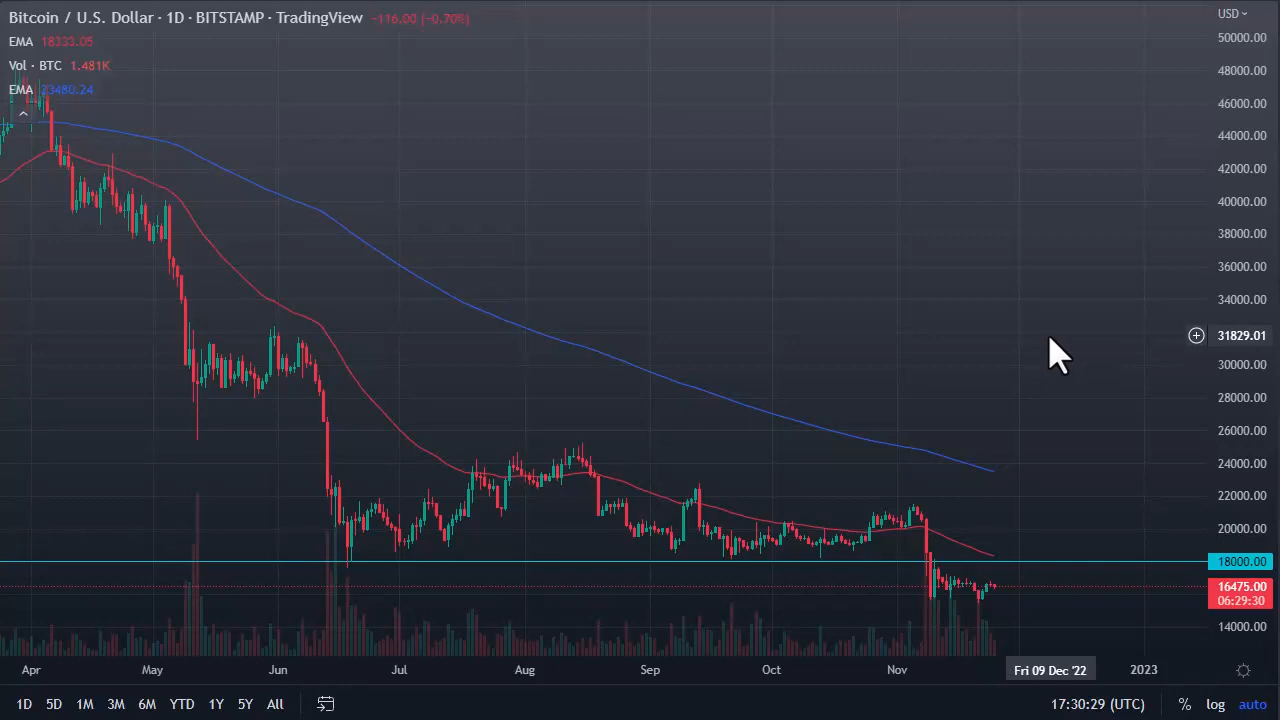 Bitcoin / U.S. Dollar · 1D · BITSTAMP · TradingView -116.00 (-0.70%)
USD
EMA 18333.05
Vol · BTC 1.481K
EMA 23480.24
50000.00
48000.00
46000.00
44000.00
42000.00
40000.00
38000.00
36000.00
34000.00
31829.01
30000.00
28000.00
26000.00
24000.00
22000.00
20000.00
18000.00
16475.00
06:29:30
14000.00
Apr May Jun Jul Aug Sep Oct Nov Fri 09 Dec '22 2023
1D 5D 1M 3M 6M YTD 1Y 5Y All 17:30:29 (UTC) % log auto